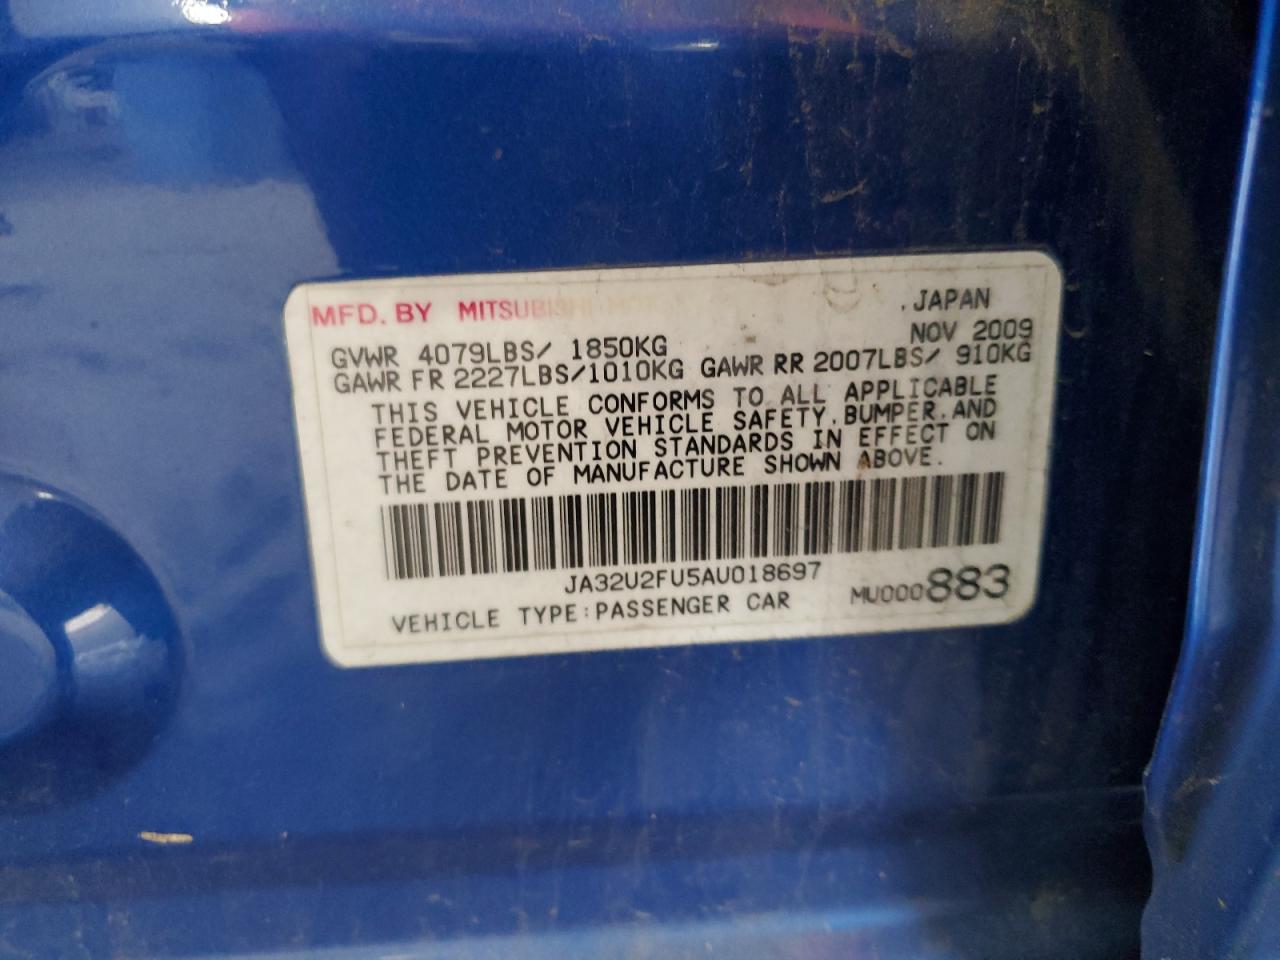 MFD. BY MITSUBISHI MOTORS
JAPAN
NOV 2009
GVWR 4079LBS/ 1850KG
GAWR FR 2227LBS/1010KG GAWR RR 2007LBS/ 910KG
THIS VEHICLE CONFORMS TO ALL APPLICABLE
FEDERAL MOTOR VEHICLE SAFETY, BUMPER, AND
THEFT PREVENTION STANDARDS IN EFFECT ON
THE DATE OF MANUFACTURE SHOWN ABOVE.
JA32U2FU5AU018697
VEHICLE TYPE:PASSENGER CAR
MU000883